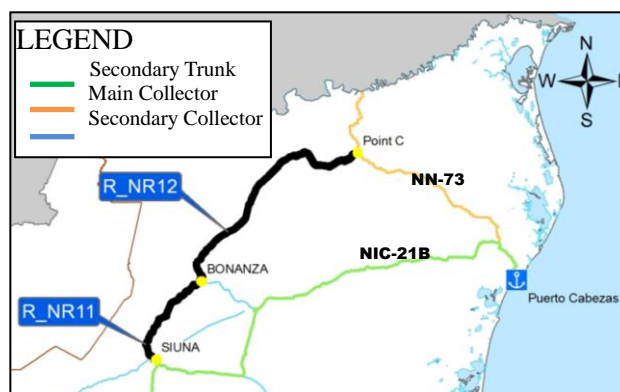 LEGEND
Secondary Trunk
Main Collector
Secondary Collector
N
W
E
S
Point C
NN-73
R_NR12
NIC-21B
BONANZA
Puerto Cabezas
R_NR11
SIUNA